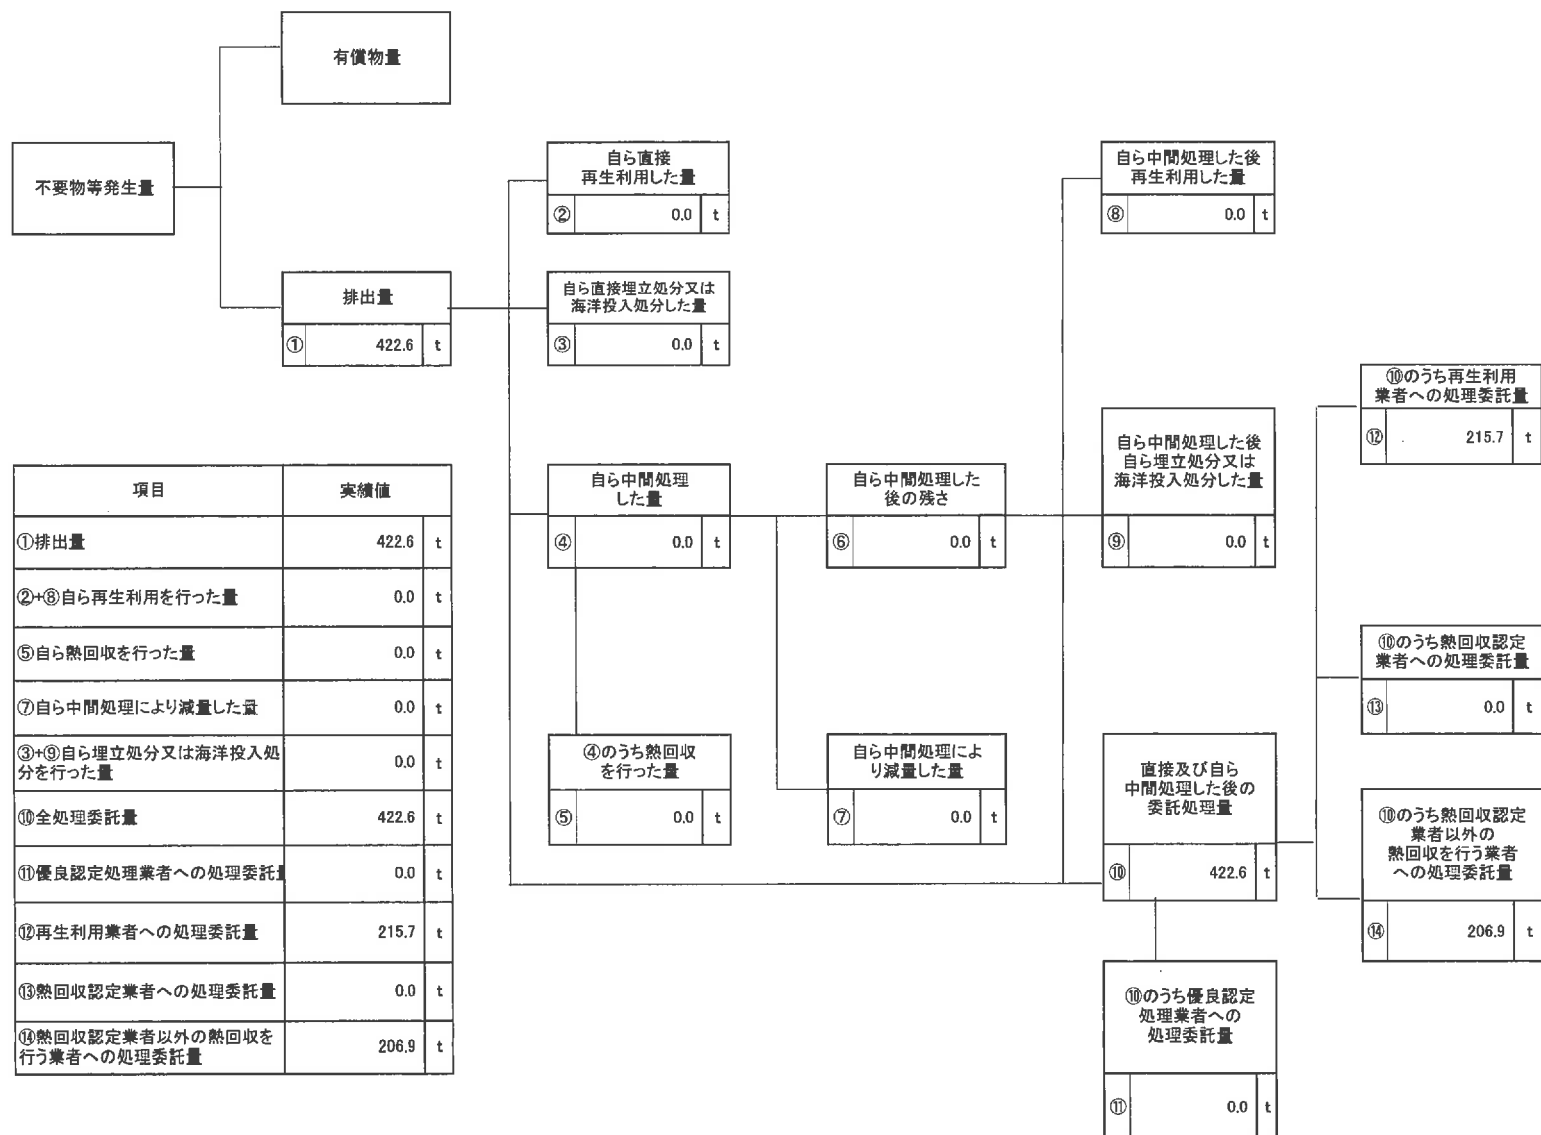 有償物量
不要物等発生量
排出量
① 422.6 t
自ら直接
再生利用した量
② 0.0 t
自ら直接埋立処分又は
海洋投入処分した量
③ 0.0 t
自ら中間処理
した量
④ 0.0 t
④のうち熱回収
を行った量
⑤ 0.0 t
自ら中間処理した
後の残さ
⑥ 0.0 t
自ら中間処理によ
り減量した量
⑦ 0.0 t
自ら中間処理した後
再生利用した量
⑧ 0.0 t
自ら中間処理した後
自ら埋立処分又は
海洋投入処分した量
⑨ 0.0 t
直接及び自ら
中間処理した後の
委託処理量
⑩ 422.6 t
⑩のうち優良認定
処理業者への
処理委託量
⑪ 0.0 t
⑩のうち再生利用
業者への処理委託量
⑫ 215.7 t
⑩のうち熱回収認定
業者への処理委託量
⑬ 0.0 t
⑩のうち熱回収認定
業者以外の
熱回収を行う業者
への処理委託量
⑭ 206.9 t
項目 実績値
①排出量 422.6 t
②+⑧自ら再生利用を行った量 0.0 t
⑤自ら熱回収を行った量 0.0 t
⑦自ら中間処理により減量した量 0.0 t
③+⑨自ら埋立処分又は海洋投入処
分を行った量 0.0 t
⑩全処理委託量 422.6 t
⑪優良認定処理業者への処理委託量 0.0 t
⑫再生利用業者への処理委託量 215.7 t
⑬熱回収認定業者への処理委託量 0.0 t
⑭熱回収認定業者以外の熱回収を
行う業者への処理委託量 206.9 t